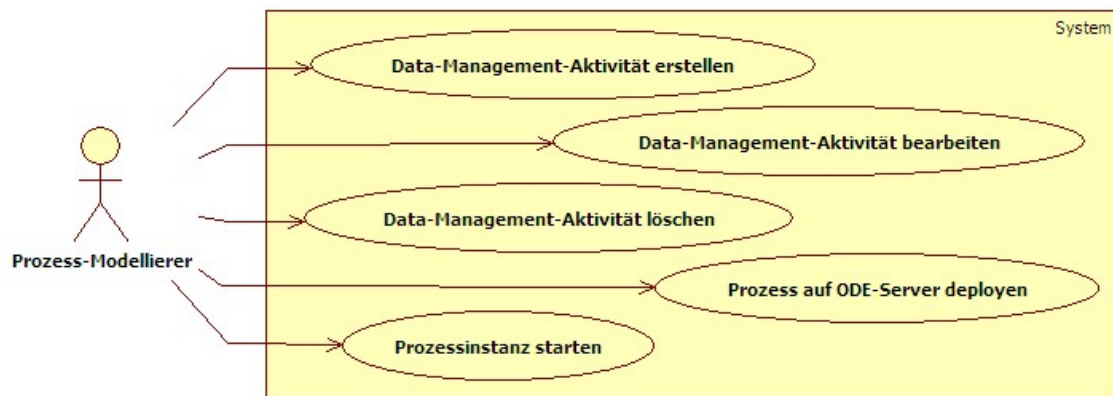 System
Data-Management-Aktivität erstellen
Data-Management-Aktivität bearbeiten
Data-Management-Aktivität löschen
Prozess-Modellierer
Prozess auf ODE-Server deployen
Prozessinstanz starten